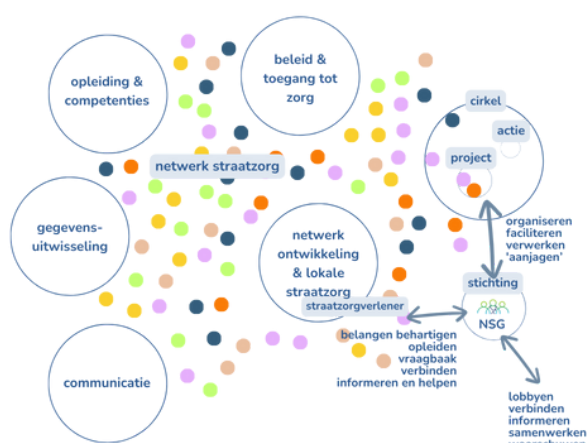 opleiding &
competenties
beleid &
toegang tot
zorg
cirkel
actie
project
netwerk straatzorg
gegevens-
uitwisseling
netwerk
ontwikkeling
& lokale
straatzorg
straatzorgverlener
organiseren
faciliteren
verwerken
'aanjagen'
stichting
NSG
belangen behartigen
opleiden
vraagbaak
verbinden
informeren en helpen
communicatie
lobbyen
verbinden
informeren
samenwerken